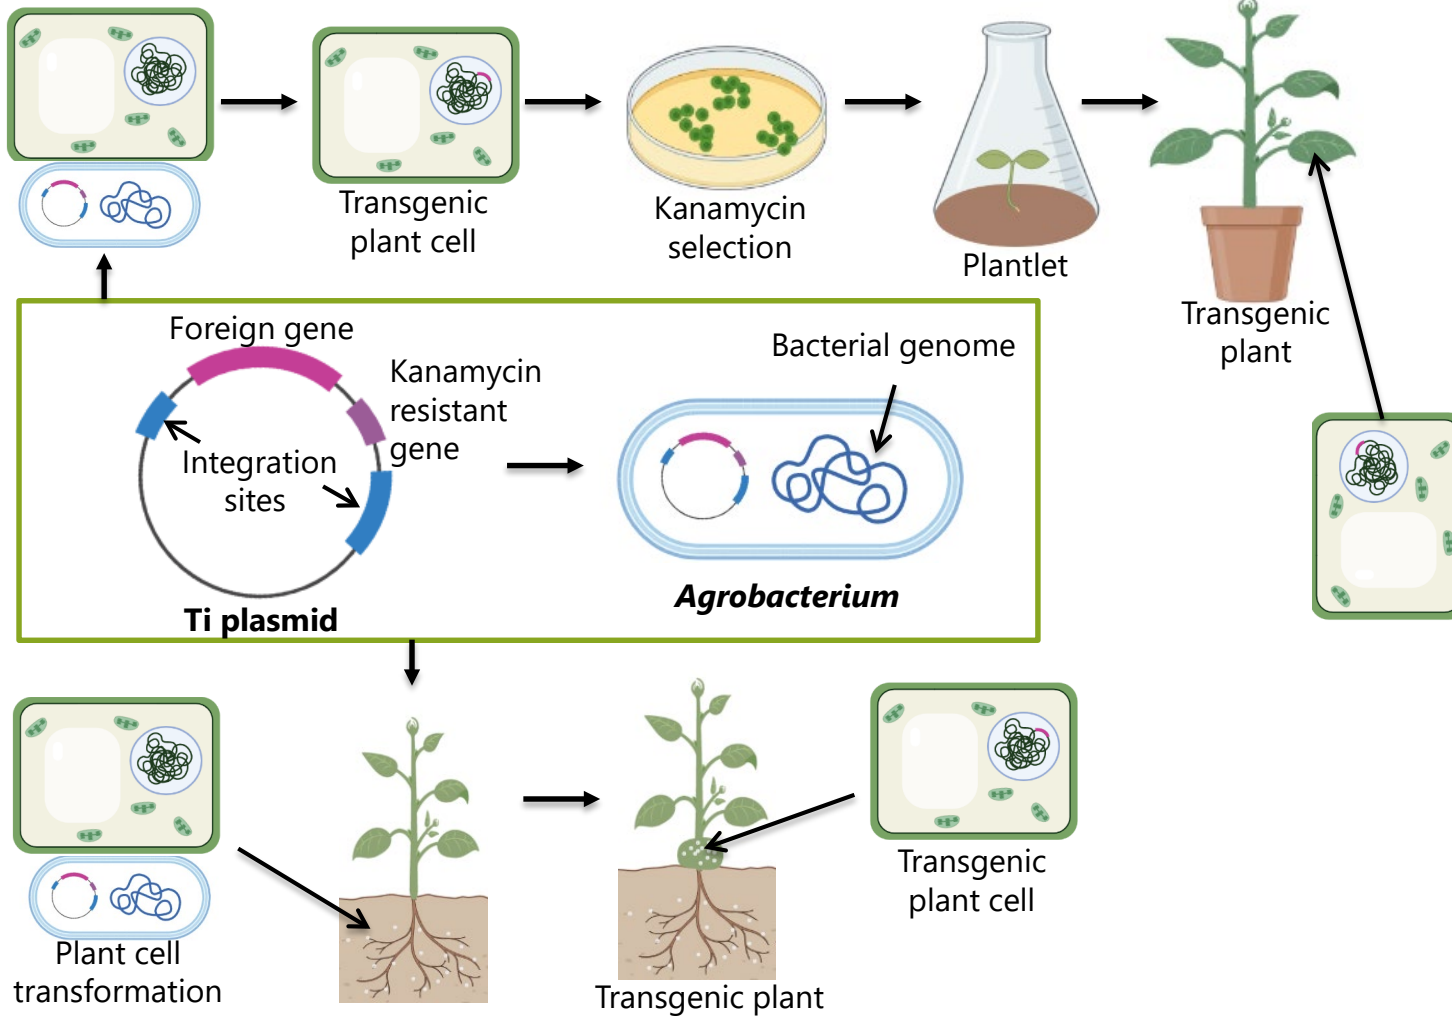 Transgenic
plant cell
Kanamycin
selection
Plantlet
Transgenic
plant
Foreign gene
Kanamycin
resistant
gene
Integration
sites
Ti plasmid
Bacterial genome
Agrobacterium
Plant cell
transformation
Transgenic plant
Transgenic
plant cell